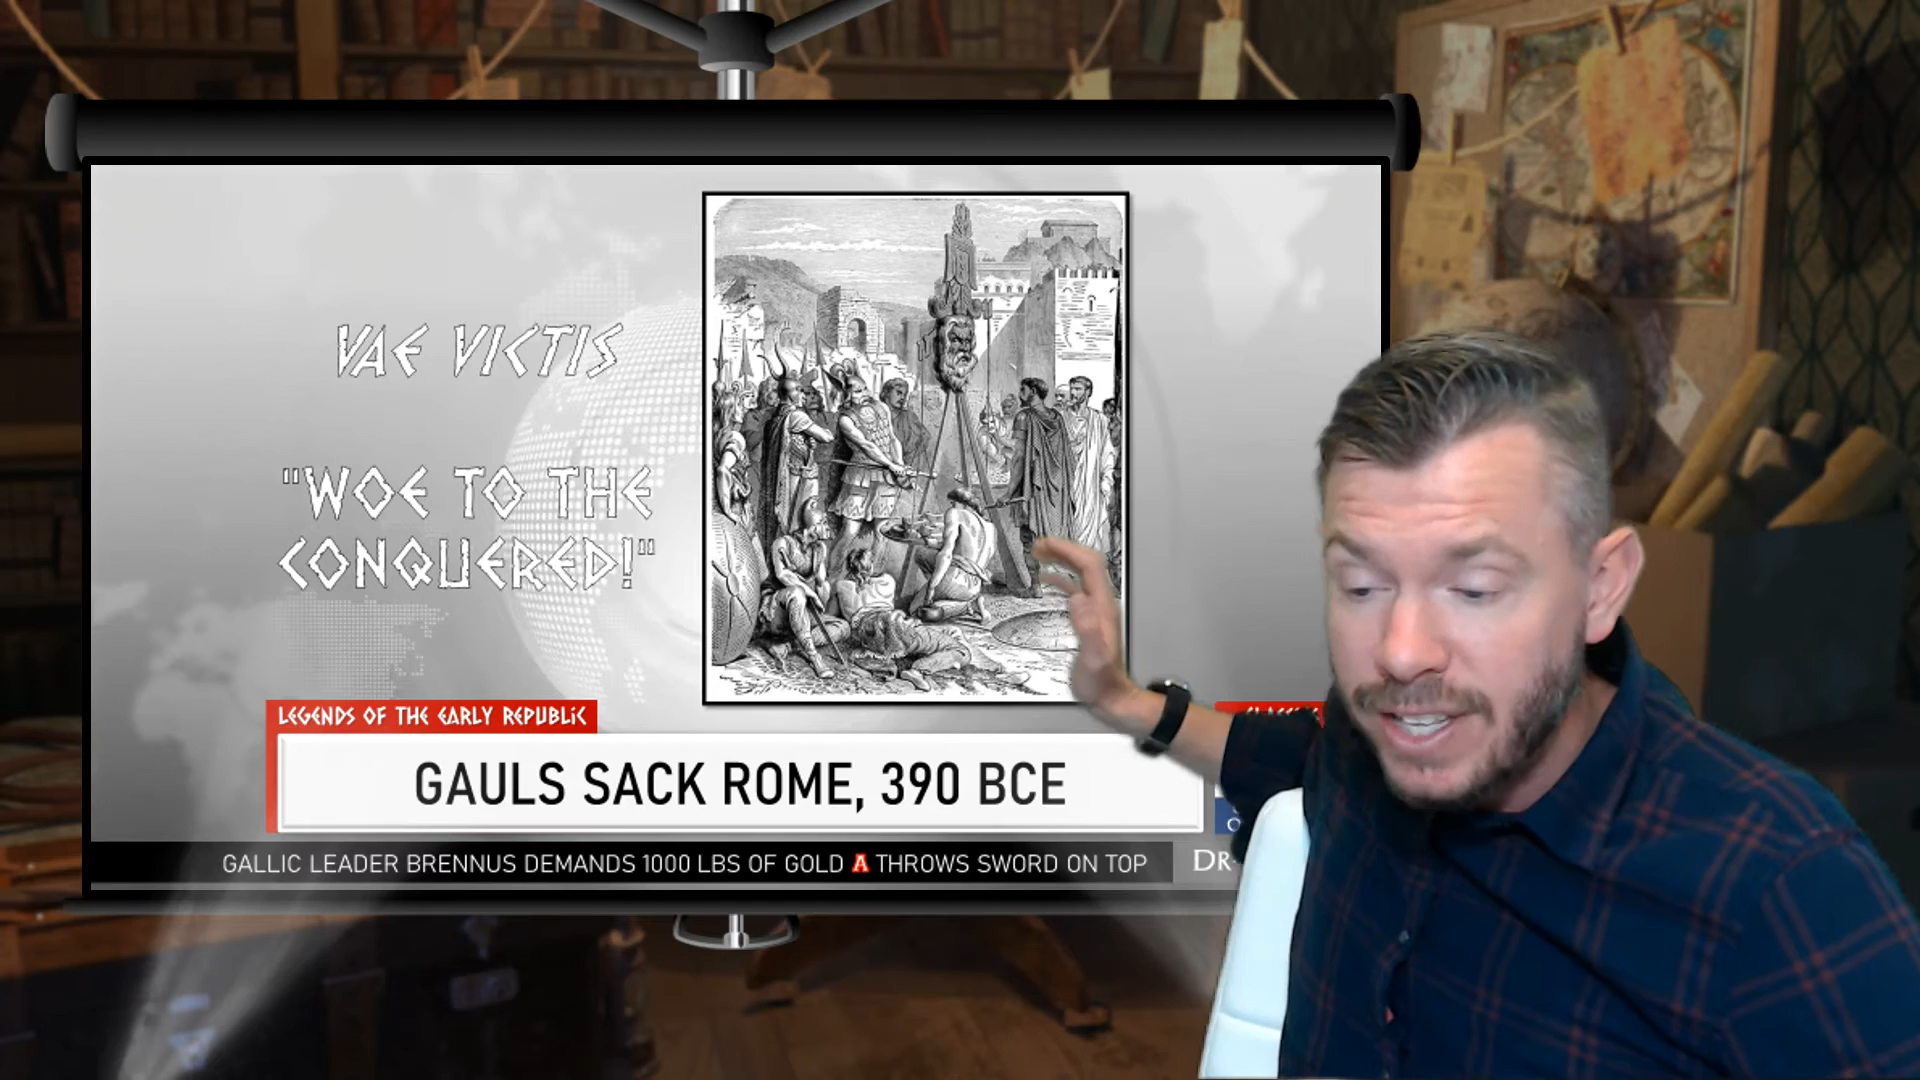 VAE VICTIS
"WOE TO THE
CONQUERED!"
LEGENDS OF THE EARLY REPUBLIC
GAULS SACK ROME, 390 BCE
GALLIC LEADER BRENNUS DEMANDS 1000 LBS OF GOLD A THROWS SWORD ON TOP